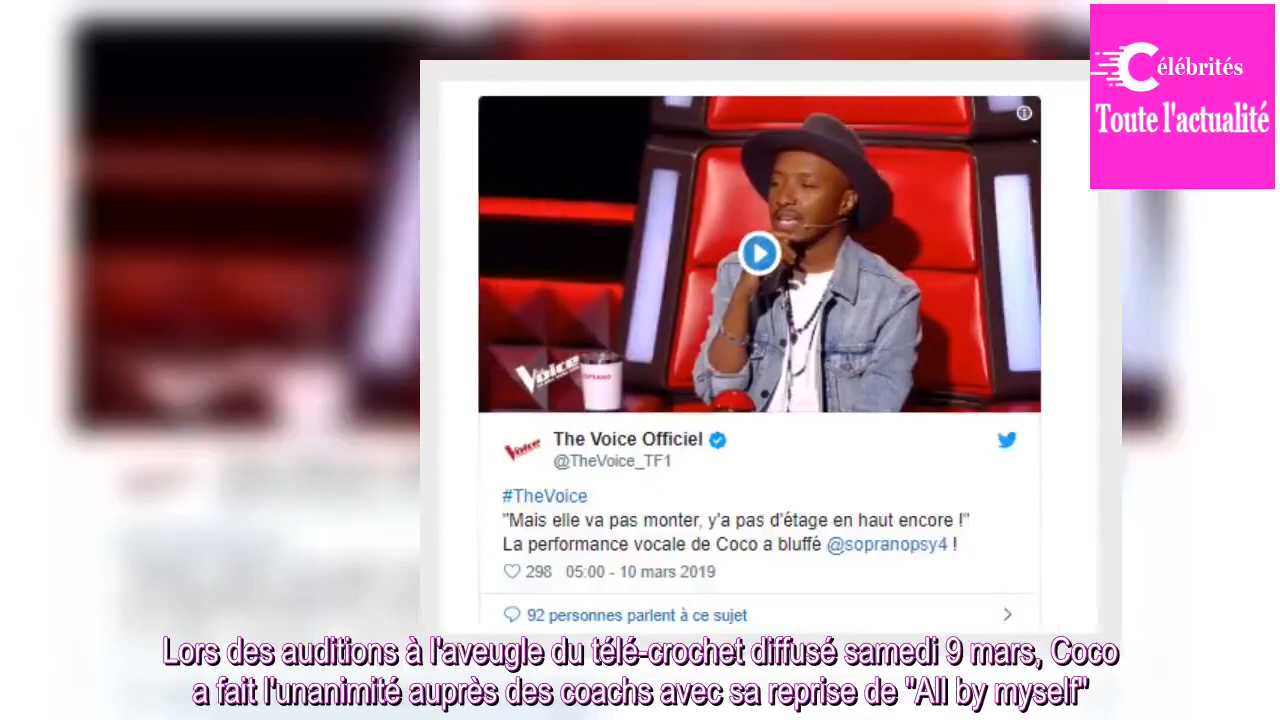 Célébrités
Toute l'actualité
Voice
SOPRANO
Voice
The Voice Officiel
@TheVoice_TF1
#TheVoice
"Mais elle va pas monter, y'a pas d'étage en haut encore !"
La performance vocale de Coco a bluffé @sopranopsy4 !
298 05:00 - 10 mars 2019
92 personnes parlent à ce sujet
Lors des auditions à l'aveugle du télé-crochet diffusé samedi 9 mars, Coco
a fait l'unanimité auprès des coachs avec sa reprise de "All by myself"